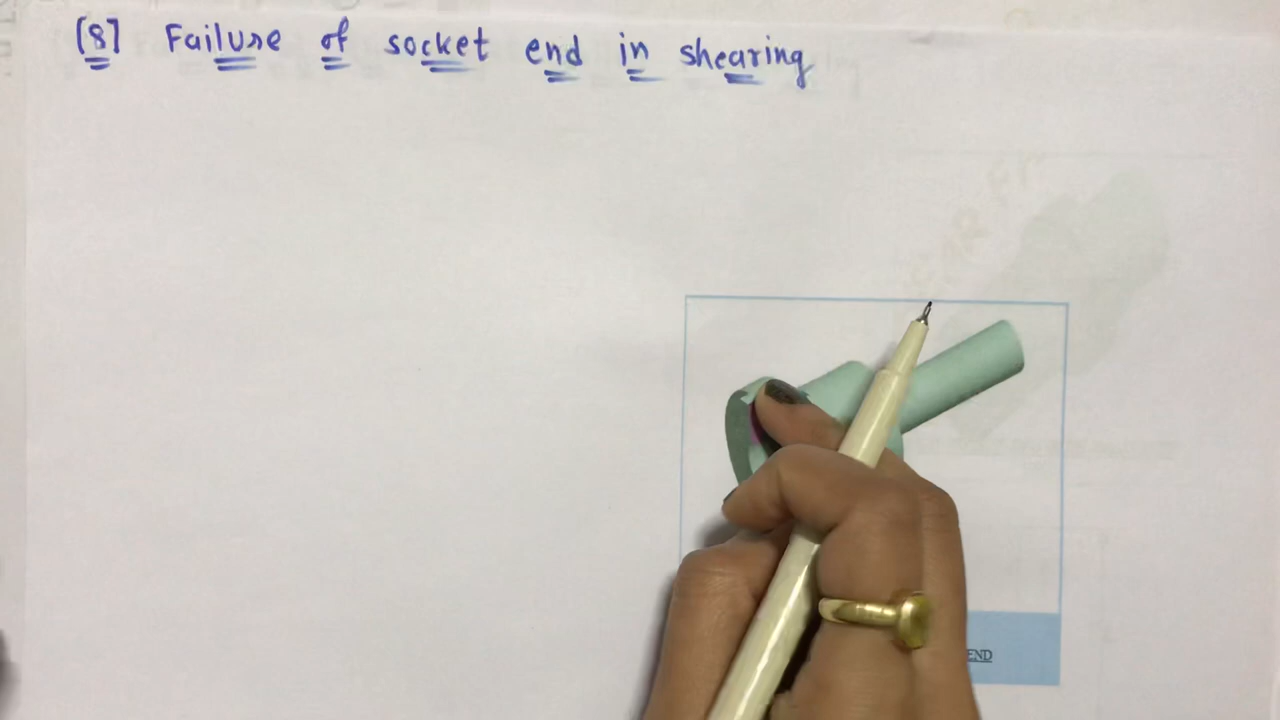 [8] Failure of socket end in shearing
END